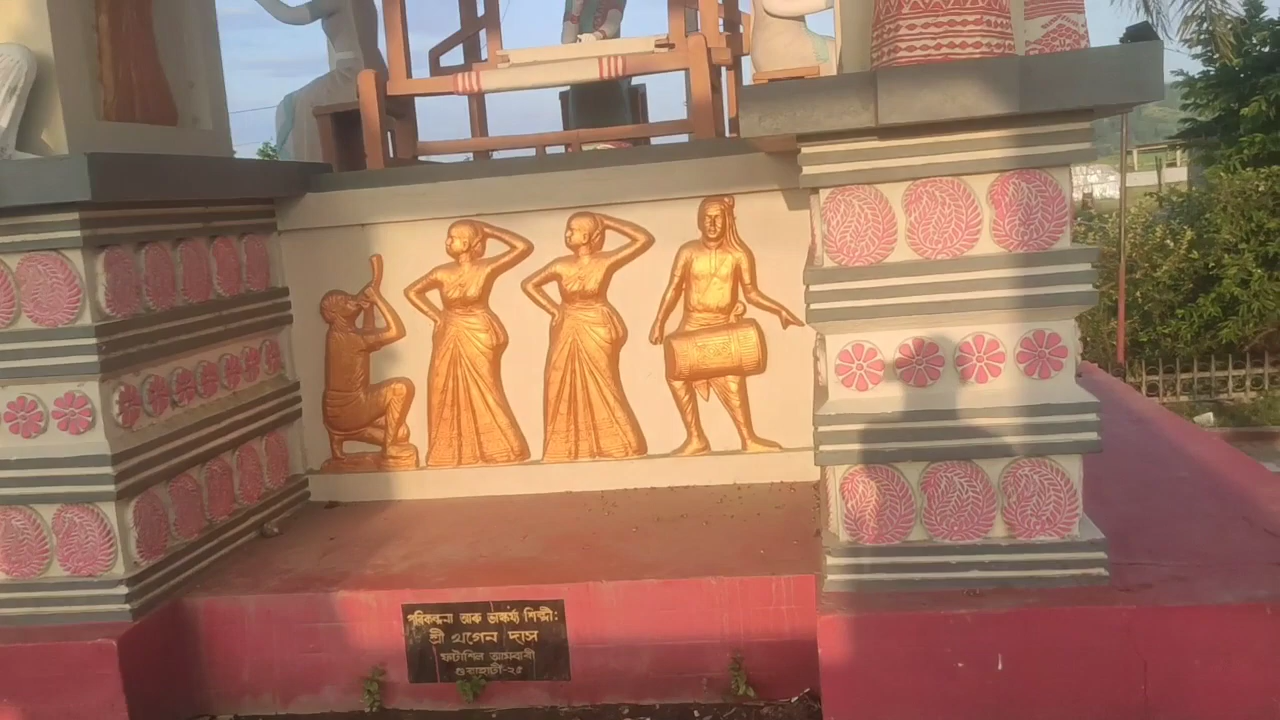 পৰিকল্পনা আৰু ভাস্কৰ্য্য শিল্পী:
শ্ৰী খগেন দাস
ফটাশিল আমবাৰী
গুৱাহাটী-২৫